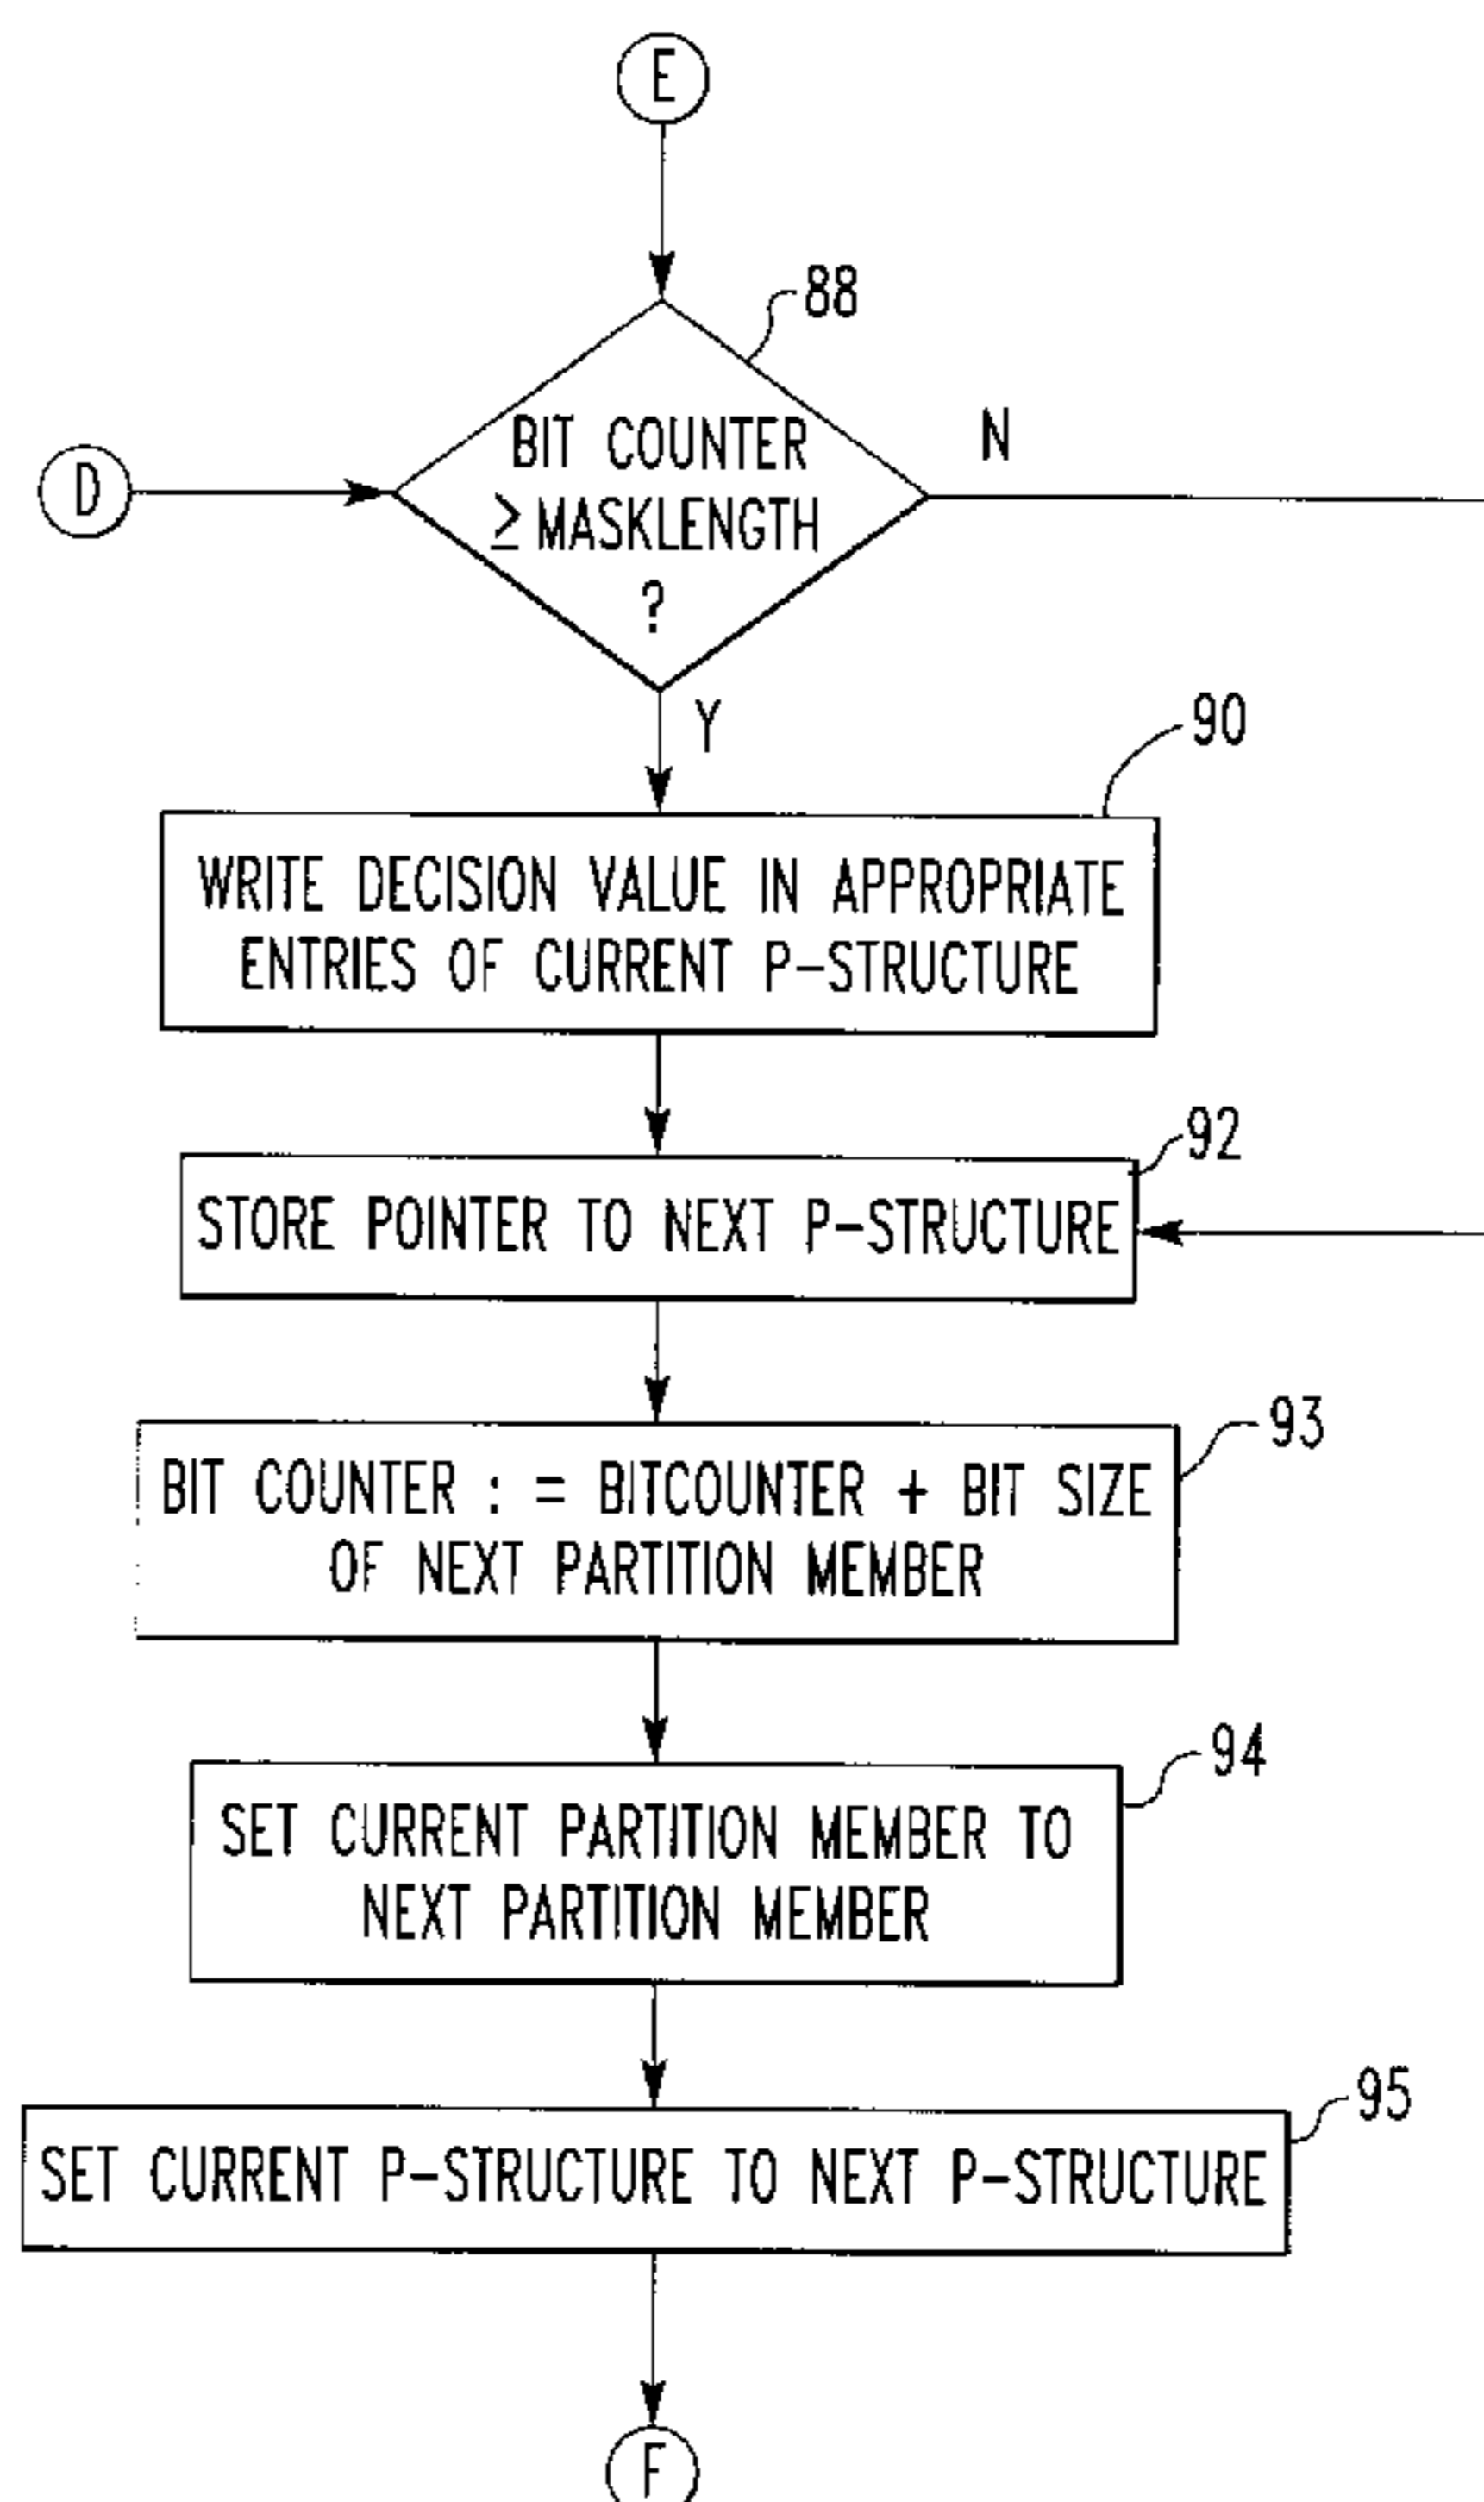 E
88
D
BIT COUNTER
≥ MASKLENGTH
?
N
Y
90
WRITE DECISION VALUE IN APPROPRIATE
ENTRIES OF CURRENT P-STRUCTURE
92
STORE POINTER TO NEXT P-STRUCTURE
93
BIT COUNTER : = BITCOUNTER + BIT SIZE
OF NEXT PARTITION MEMBER
94
SET CURRENT PARTITION MEMBER TO
NEXT PARTITION MEMBER
95
SET CURRENT P-STRUCTURE TO NEXT P-STRUCTURE
F